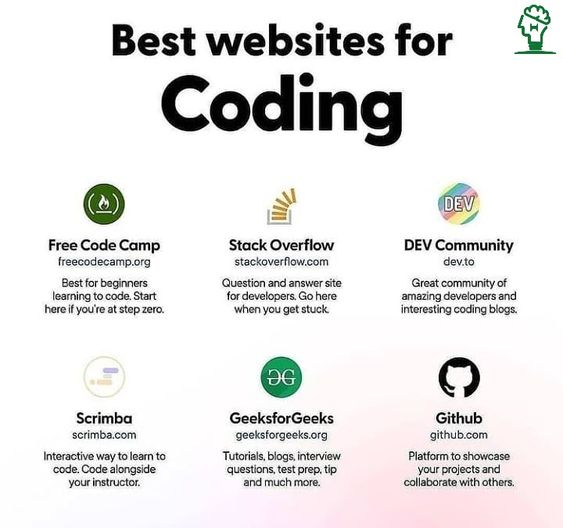 Best websites for
Coding
Free Code Camp
freecodecamp.org
Best for beginners
learning to code. Start
here if you're at step zero.
Stack Overflow
stackoverflow.com
Question and answer site
for developers. Go here
when you get stuck.
DEV
DEV Community
dev.to
Great community of
amazing developers and
interesting coding blogs.
Scrimba
scrimba.com
Interactive way to learn to
code. Code alongside
your instructor.
GeeksforGeeks
geeksforgeeks.org
Tutorials, blogs, interview
questions, test prep, tip
and much more.
Github
github.com
Platform to showcase
your projects and
collaborate with others.